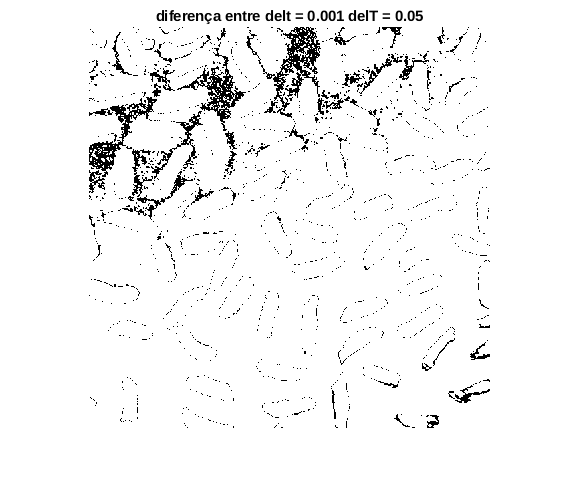 diferença entre delt = 0.001 delT = 0.05